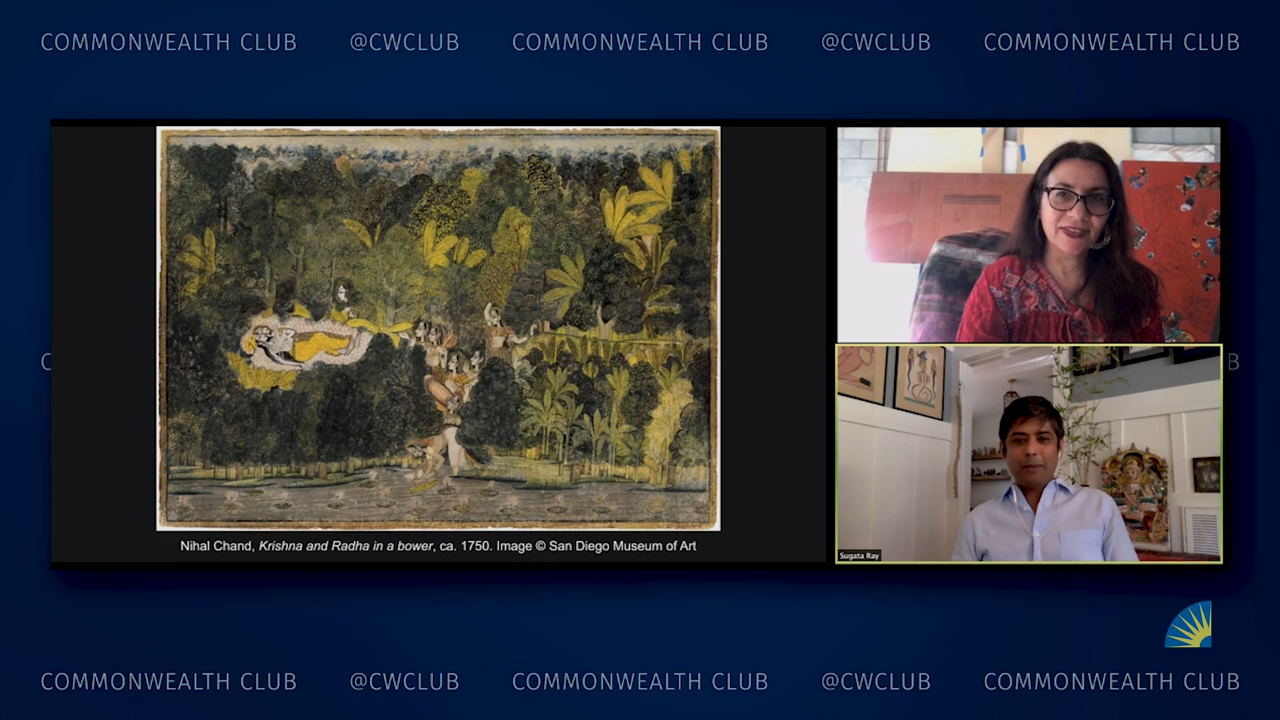 COMMONWEALTH CLUB @CWCLUB COMMONWEALTH CLUB @CWCLUB COMMONWEALTH CLUB
C
B
Sugata Ray
Nihal Chand, Krishna and Radha in a bower, ca. 1750. Image © San Diego Museum of Art
COMMONWEALTH CLUB @CWCLUB COMMONWEALTH CLUB @CWCLUB COMMONWEALTH CLUB